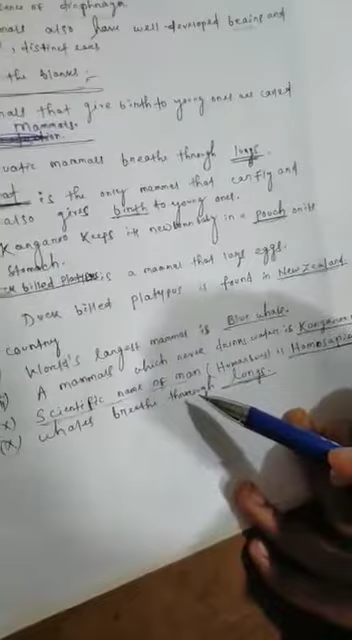 of diaphragm
also have well-developed brains and
, distinct ears
the blanks :-
that give birth to young ones are called
Mammals.
mammals breathe through lungs.
is the only mammal that can fly and
also gives birth to young ones.
Kangaroo keeps its newborn baby in a pouch on its
Stomach.
billed Platypus is a mammal that lays eggs.
billed platypus is found in New Zealand
country
World's largest mammal is Blue whale.
A mammal which never drinks water is Kangaroo
x) Scientific name of man (Human being) is Homosapiens
(x) whales breathe through lungs.